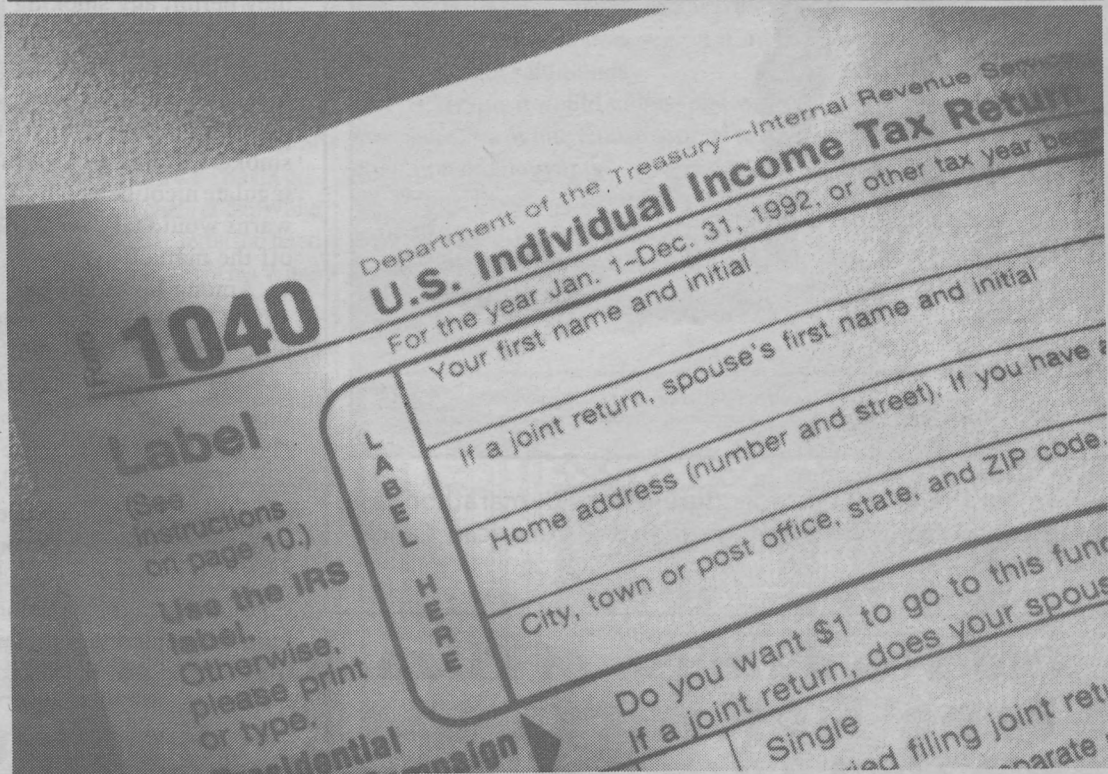 Department of the Treasury—Internal Revenue Service
U.S. Individual Income Tax Return
Form 1040
For the year Jan. 1–Dec. 31, 1992, or other tax year
Your first name and initial
If a joint return, spouse's first name and initial
Home address (number and street). If you have
City, town or post office, state, and ZIP code.
Label
(See
instructions
on page 10.)
Use the IRS
label.
Otherwise,
please print
or type.
LABEL HERE
Do you want $1 to go to this
If a joint return, does your
Single
filing joint